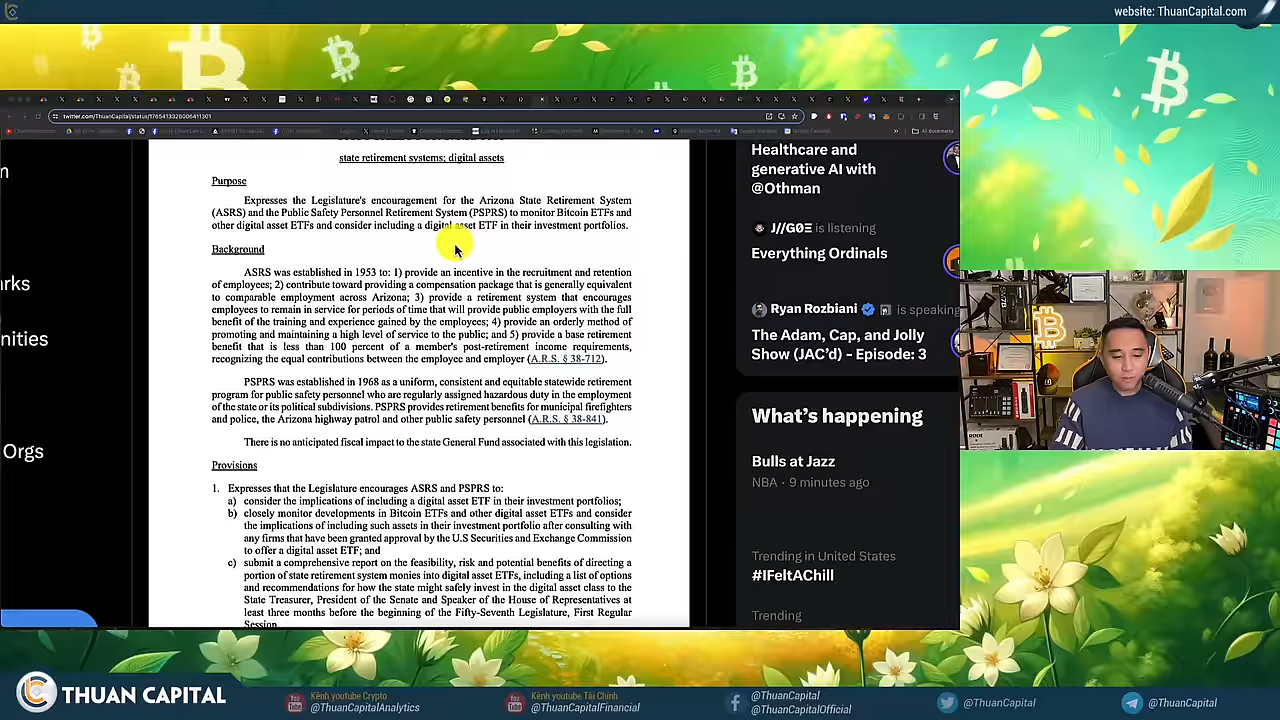 website: ThuanCapital.com
twitter.com/ThuanCapital/status/1765413328006411301
All Bookmarks
state retirement systems; digital assets
Purpose
Expresses the Legislature's encouragement for the Arizona State Retirement System
(ASRS) and the Public Safety Personnel Retirement System (PSPRS) to monitor Bitcoin ETFs and
other digital asset ETFs and consider including a digital asset ETF in their investment portfolios.
Background
ASRS was established in 1953 to: 1) provide an incentive in the recruitment and retention
of employees; 2) contribute toward providing a compensation package that is generally equivalent
to comparable employment across Arizona; 3) provide a retirement system that encourages
employees to remain in service for periods of time that will provide public employers with the full
benefit of the training and experience gained by the employees; 4) provide an orderly method of
promoting and maintaining a high level of service to the public; and 5) provide a base retirement
benefit that is less than 100 percent of a member's post-retirement income requirements,
recognizing the equal contributions between the employee and employer (A.R.S. § 38-712).
PSPRS was established in 1968 as a uniform, consistent and equitable statewide retirement
program for public safety personnel who are regularly assigned hazardous duty in the employment
of the state or its political subdivisions. PSPRS provides retirement benefits for municipal firefighters
and police, the Arizona highway patrol and other public safety personnel (A.R.S. § 38-841).
There is no anticipated fiscal impact to the state General Fund associated with this legislation.
Provisions
1. Expresses that the Legislature encourages ASRS and PSPRS to:
a) consider the implications of including a digital asset ETF in their investment portfolios;
b) closely monitor developments in Bitcoin ETFs and other digital asset ETFs and consider
the implications of including such assets in their investment portfolio after consulting with
any firms that have been granted approval by the U.S Securities and Exchange Commission
to offer a digital asset ETF; and
c) submit a comprehensive report on the feasibility, risk and potential benefits of directing a
portion of state retirement system monies into digital asset ETFs, including a list of options
and recommendations for how the state might safely invest in the digital asset class to the
State Treasurer, President of the Senate and Speaker of the House of Representatives at
least three months before the beginning of the Fifty-Seventh Legislature, First Regular
Session
rks
nities
Orgs
Healthcare and
generative AI with
@Othman
J//GØΞ is listening
Everything Ordinals
Ryan Rozbiani is speaking
The Adam, Cap, and Jolly
Show (JAC'd) - Episode: 3
What's happening
Bulls at Jazz
NBA · 9 minutes ago
Trending in United States
#IFeltAChill
Trending
THUAN CAPITAL
Kênh youtube Crypto
@ThuanCapitalAnalytics
Kênh youtube Tài Chính
@ThuanCapitalFinancial
@ThuanCapital
@ThuanCapitalOfficial
@ThuanCapital
@ThuanCapital